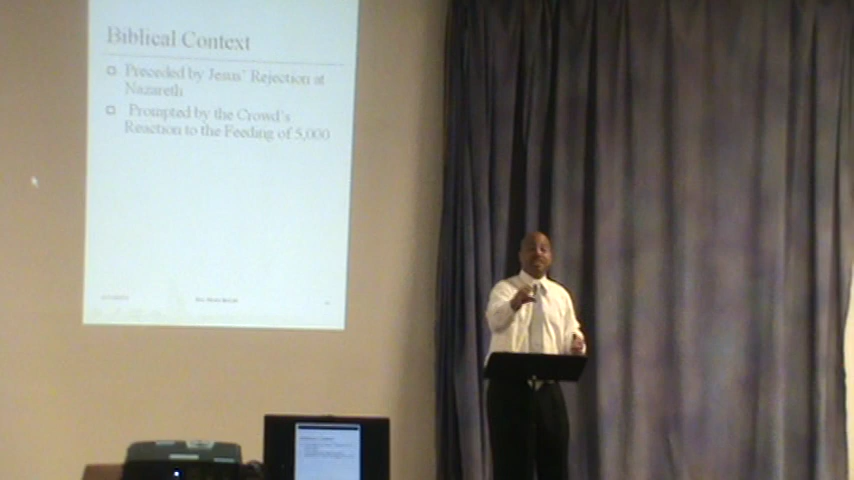 Biblical Context
Preceded by Jesus' Rejection at
Nazareth
Prompted by the Crowd's
Reaction to the Feeding of 5,000